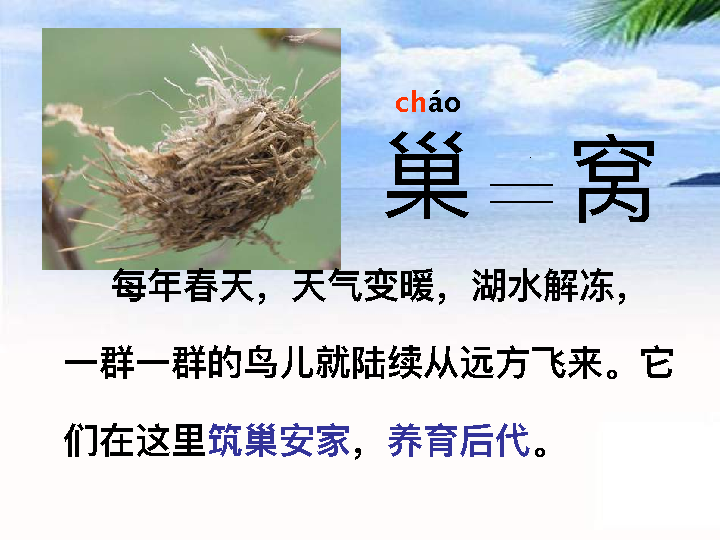 cháo
巢 = 窝
每年春天，天气变暖，湖水解冻，
一群一群的鸟儿就陆续从远方飞来。它
们在这里筑巢安家，养育后代。